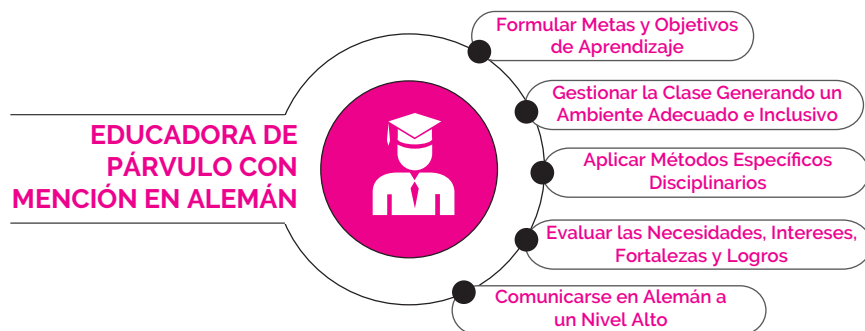 EDUCADORA DE
PÁRVULO CON
MENCIÓN EN ALEMÁN
Formular Metas y Objetivos
de Aprendizaje
Gestionar la Clase Generando un
Ambiente Adecuado e Inclusivo
Aplicar Métodos Específicos
Disciplinarios
Evaluar las Necesidades, Intereses,
Fortalezas y Logros
Comunicarse en Alemán a
un Nivel Alto